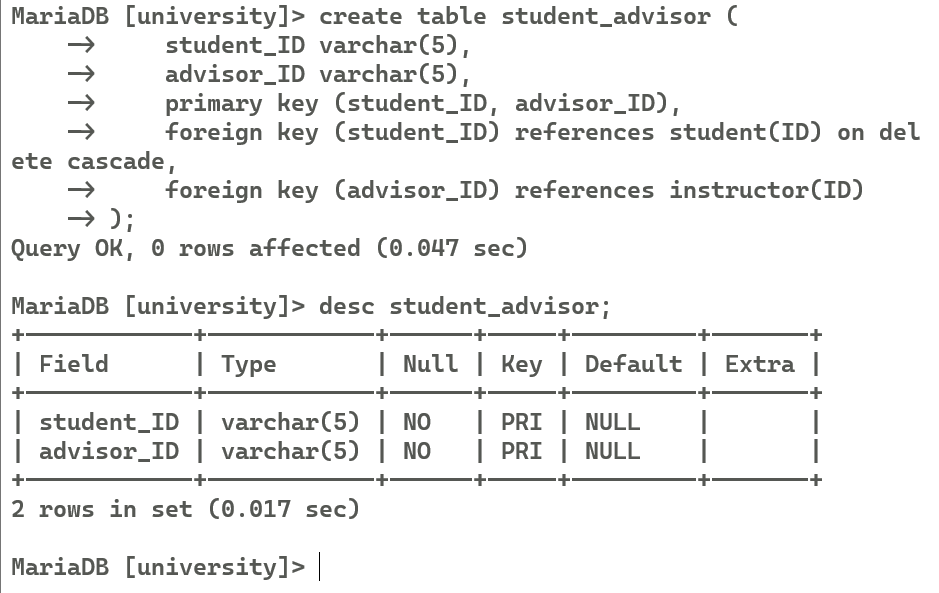 MariaDB [university]> create table student_advisor (
    ->     student_ID varchar(5),
    ->     advisor_ID varchar(5),
    ->     primary key (student_ID, advisor_ID),
    ->     foreign key (student_ID) references student(ID) on del
ete cascade,
    ->     foreign key (advisor_ID) references instructor(ID)
    -> );
Query OK, 0 rows affected (0.047 sec)

MariaDB [university]> desc student_advisor;
+------------+------------+------+-----+---------+-------+
| Field      | Type       | Null | Key | Default | Extra |
+------------+------------+------+-----+---------+-------+
| student_ID | varchar(5) | NO   | PRI | NULL    |       |
| advisor_ID | varchar(5) | NO   | PRI | NULL    |       |
+------------+------------+------+-----+---------+-------+
2 rows in set (0.017 sec)

MariaDB [university]>